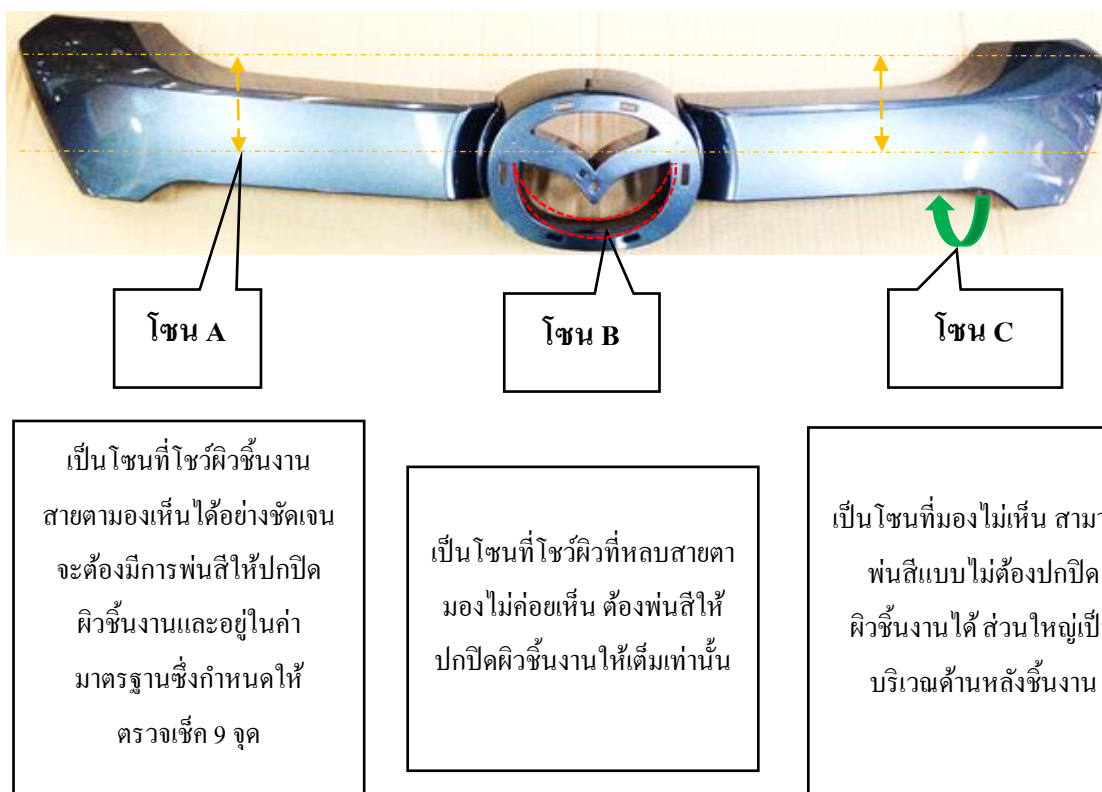 โซน A
โซน B
โซน C
เป็นโซนที่โชว์ผิวชิ้นงาน
สายตามองเห็นได้อย่างชัดเจน
จะต้องมีการพ่นสีให้ปกปิด
ผิวชิ้นงานและอยู่ในค่า
มาตรฐานซึ่งกำหนดให้
ตรวจเช็ค 9 จุด
เป็นโซนที่โชว์ผิวที่หลบสายตา
มองไม่ค่อยเห็น ต้องพ่นสีให้
ปกปิดผิวชิ้นงานให้เต็มเท่านั้น
เป็นโซนที่มองไม่เห็น
พ่นสีแบบไม่ต้องปกปิด
ผิวชิ้นงานได้ ส่วนใหญ่
บริเวณด้านหลังชิ้นงาน